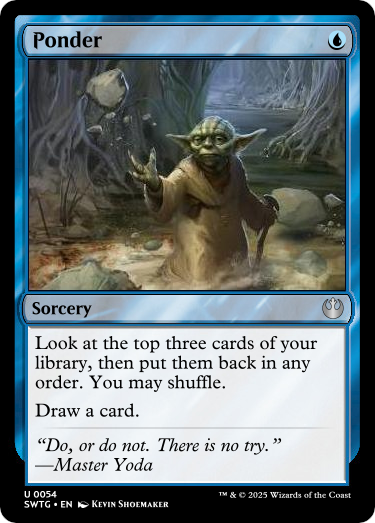 Ponder
Sorcery
Look at the top three cards of your
library, then put them back in any
order. You may shuffle.
Draw a card.
“Do, or do not. There is no try.”
—Master Yoda
U 0054
SWTG • EN Kevin Shoemaker
™ & © 2025 Wizards of the Coast